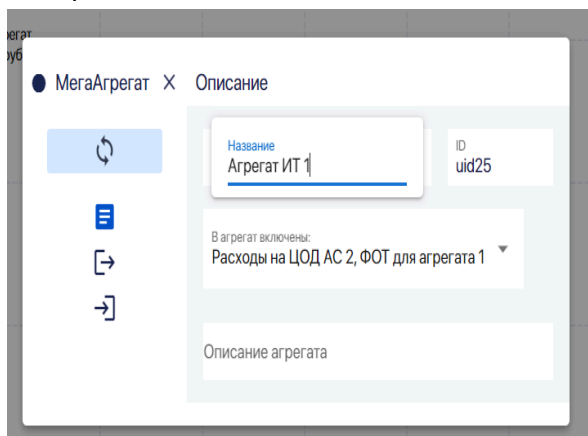 МегаАгрегат
Описание
Название
Агрегат ИТ 1
ID
uid25
В агрегат включены:
Расходы на ЦОД АС 2, ФОТ для агрегата 1
Описание агрегата